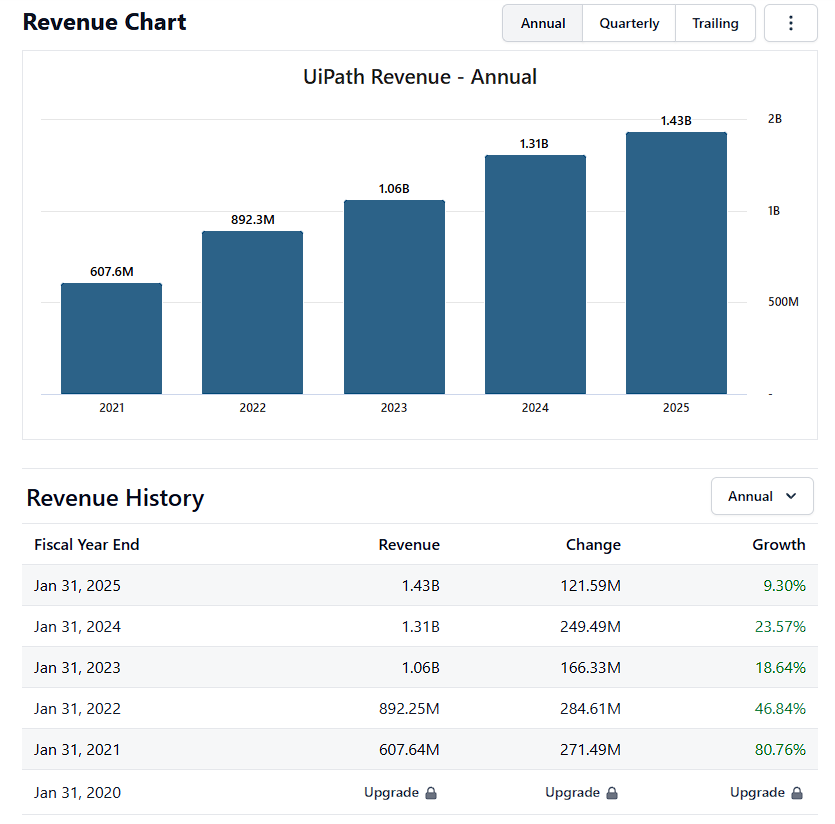 Revenue Chart
Annual Quarterly Trailing
UiPath Revenue - Annual
2B
1.43B
1.31B
1B
1.06B
892.3M
607.6M
500M
-
2021 2022 2023 2024 2025
Revenue History
Annual
Fiscal Year End Revenue Change Growth
Jan 31, 2025 1.43B 121.59M 9.30%
Jan 31, 2024 1.31B 249.49M 23.57%
Jan 31, 2023 1.06B 166.33M 18.64%
Jan 31, 2022 892.25M 284.61M 46.84%
Jan 31, 2021 607.64M 271.49M 80.76%
Jan 31, 2020 Upgrade Upgrade Upgrade